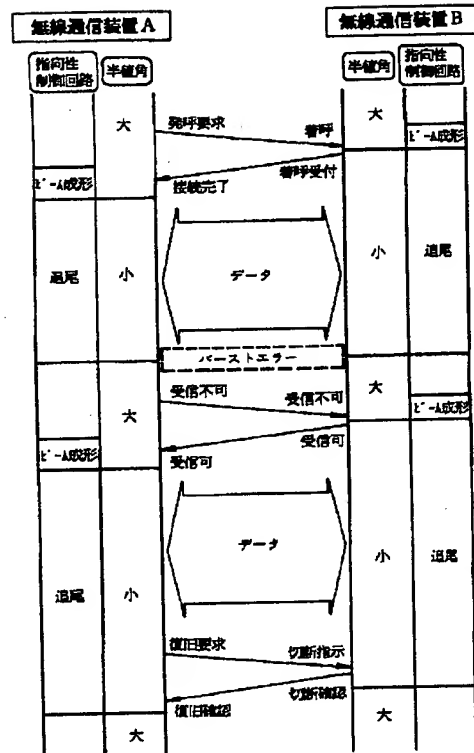 無線通信装置A
無線通信装置B
指向性
制御回路
半値角
半値角
指向性
制御回路
大
大
発呼要求
着呼
ビーム成形
着呼受付
ビーム成形
接続完了
追尾
小
データ
小
追尾
バーストエラー
大
大
受信不可
受信不可
ビーム成形
受信可
ビーム成形
受信可
追尾
小
データ
小
追尾
復旧要求
切断指示
切断確認
復旧確認
大
大